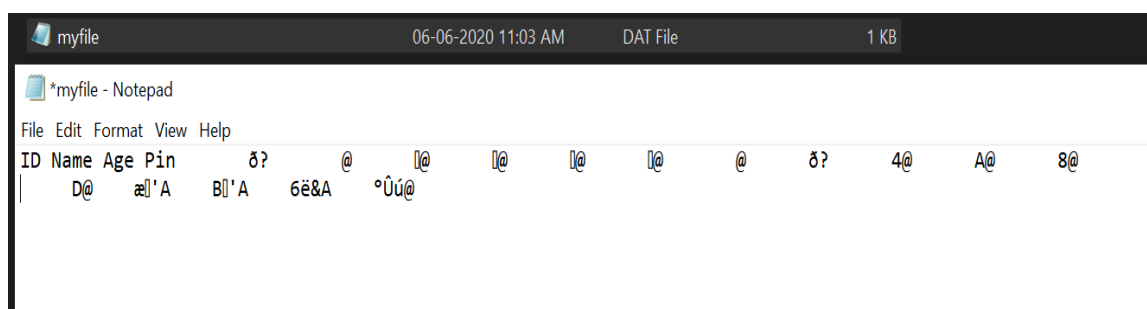 myfile 06-06-2020 11:03 AM DAT File 1 KB
*myfile - Notepad
File Edit Format View Help
ID Name Age Pin ð? @ ▯@ ▯@ ▯@ ▯@ @ ð? 4@ A@ 8@
D@ æ▯'A B▯'A 6ë&A °Ûú@